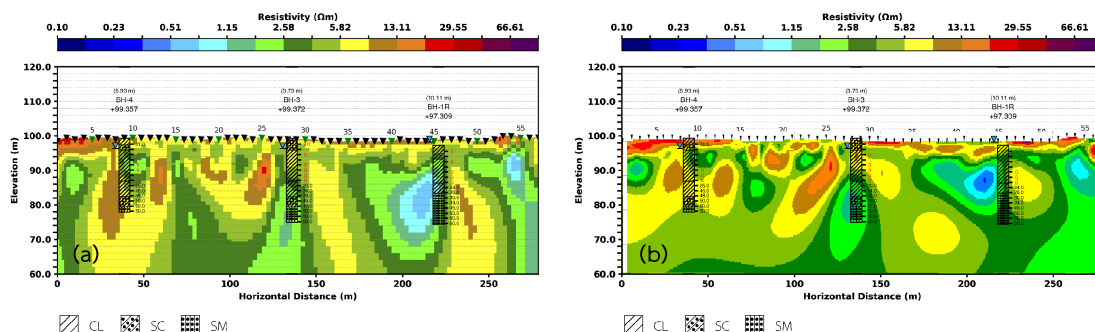 Resistivity (Ωm)
0.10 0.23 0.51 1.15 2.58 5.82 13.11 29.55 66.61
120.0
(5.93 m) (3.73 m) (10.11 m)
BH-4 BH-3 BH-1R
+99.357 +99.372 +97.309
110.0
100.0
5 10 15 20 25 30 35 40 45 50 55
90.0
80.0
70.0
60.0
Elevation (m)
(a)
0 50 100 150 200 250
Horizontal Distance (m)
CL SC SM
Resistivity (Ωm)
0.10 0.23 0.51 1.15 2.58 5.82 13.11 29.55 66.61
120.0
(5.93 m) (3.73 m) (10.11 m)
BH-4 BH-3 BH-1R
+99.357 +99.372 +97.309
110.0
100.0
5 10 15 20 25 30 35 40 45 50 55
90.0
80.0
70.0
60.0
Elevation (m)
(b)
0 50 100 150 200 250
Horizontal Distance (m)
CL SC SM